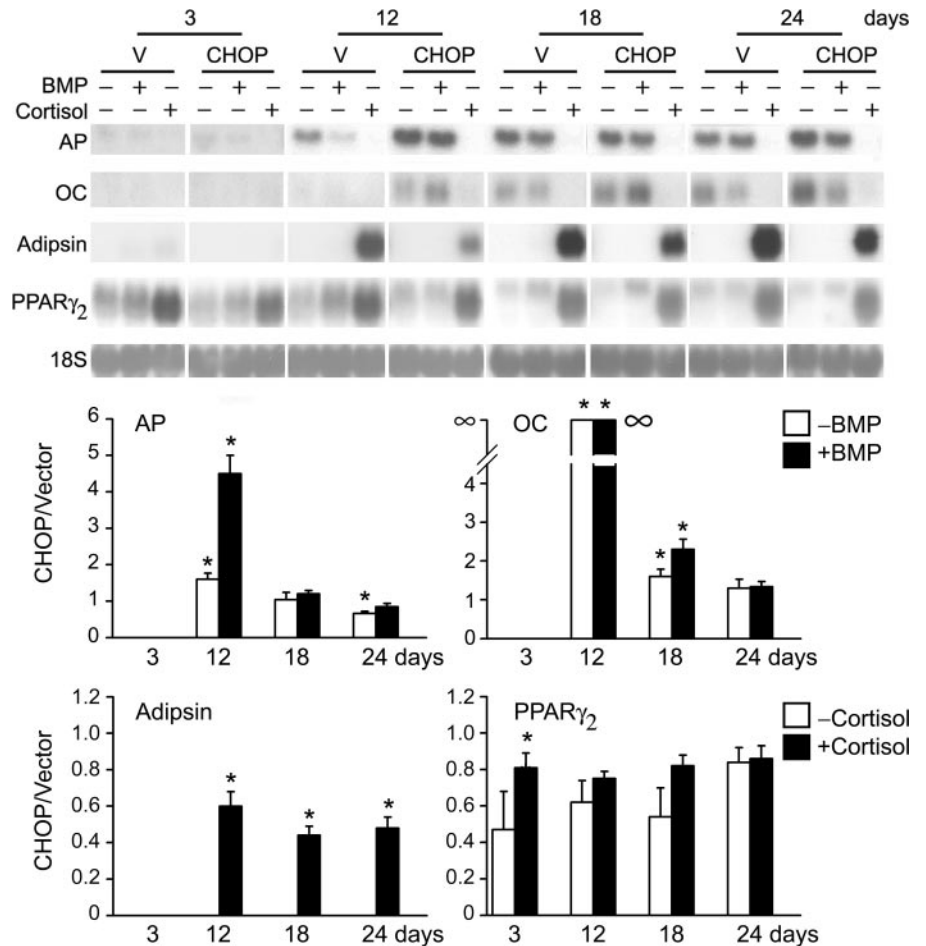 3 12 18 24 days
V CHOP V CHOP V CHOP V CHOP
BMP – + – – + – – + – – + – – + – – + – – + – – + –
Cortisol – – + – – + – – + – – + – – + – – + – – + – – +
AP
OC
Adipsin
PPARγ2
18S
CHOP/Vector
6
5
4
3
2
1
0
AP
* * *
3 12 18 24 days
∞
4
3
2
1
0
OC
* * ∞
* *
3 12 18 24 days
–BMP
+BMP
CHOP/Vector
1.2
1.0
0.8
0.6
0.4
0.2
0
Adipsin
* * *
3 12 18 24 days
1.2
1.0
0.8
0.6
0.4
0.2
0
PPARγ2
*
3 12 18 24 days
–Cortisol
+Cortisol